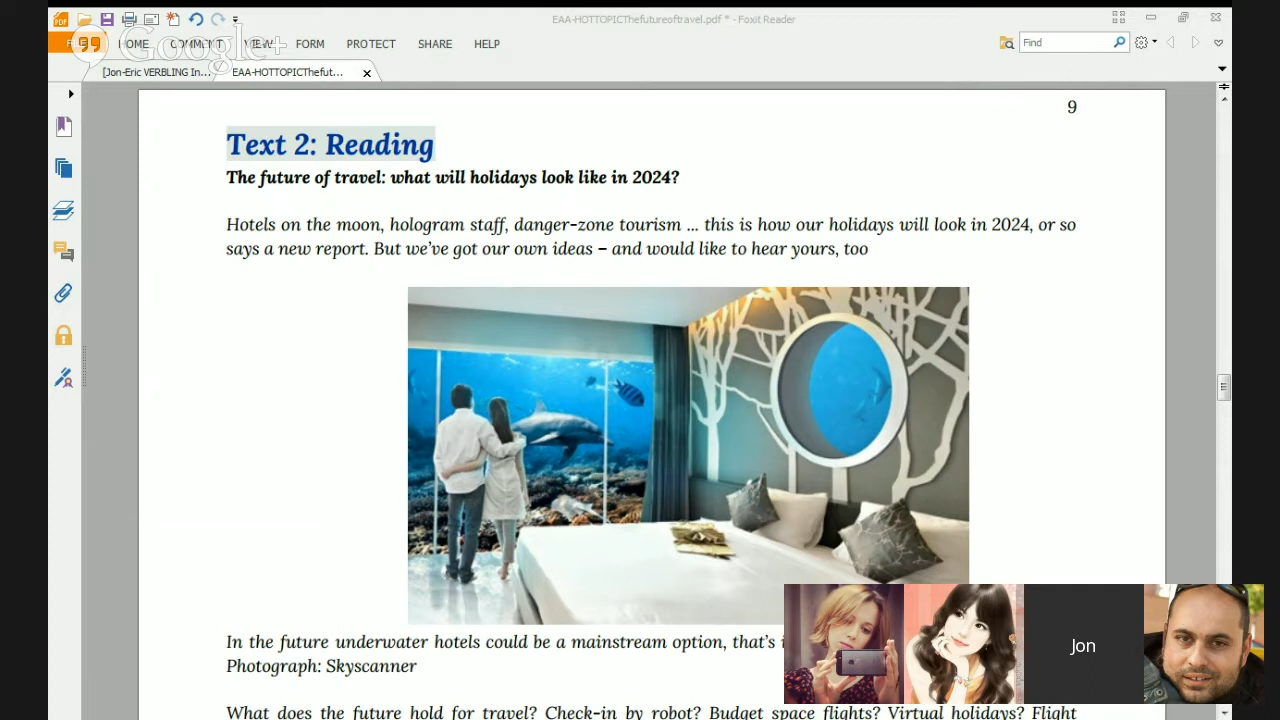 EAA-HOTTOPICThefutureoftravel.pdf * - Foxit Reader
Google+
HOME COMMENT VIEW FORM PROTECT SHARE HELP
Find
[Jon-Eric VERBLING In... EAA-HOTTOPICThefut...
9
Text 2: Reading
The future of travel: what will holidays look like in 2024?
Hotels on the moon, hologram staff, danger-zone tourism ... this is how our holidays will look in 2024, or so
says a new report. But we've got our own ideas – and would like to hear yours, too
In the future underwater hotels could be a mainstream option, that's
Photograph: Skyscanner
Jon
What does the future hold for travel? Check-in by robot? Budget space flights? Virtual holidays? Flight